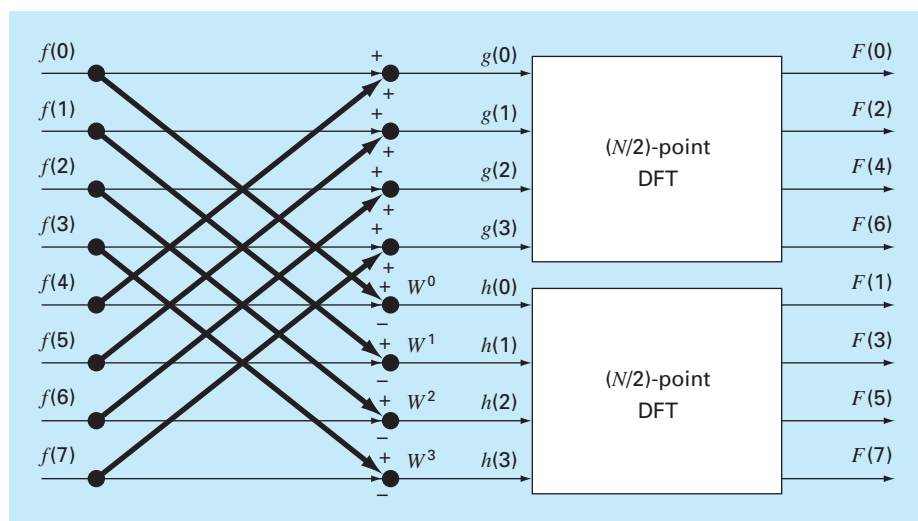 f(0) + g(0) F(0)
+
f(1) + g(1) F(2)
+
(N/2)-point
DFT
f(2) + g(2) F(4)
+
f(3) + g(3) F(6)
+
f(4) + W⁰ h(0) F(1)
−
f(5) + W¹ h(1) F(3)
−
(N/2)-point
DFT
f(6) + W² h(2) F(5)
−
f(7) + W³ h(3) F(7)
−